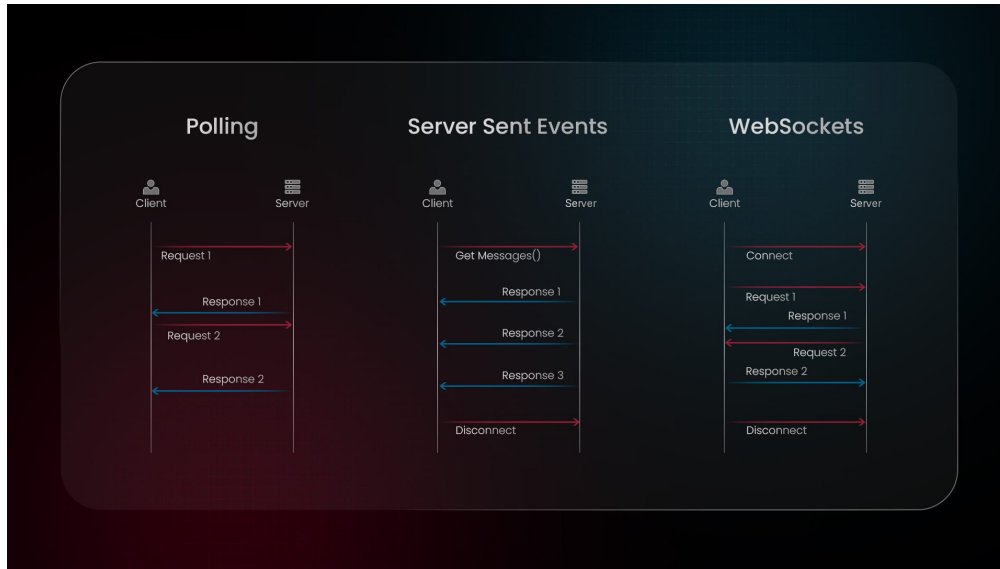 Polling
Client
Server
Request 1
Response 1
Request 2
Response 2
Server Sent Events
Client
Server
Get Messages()
Response 1
Response 2
Response 3
Disconnect
WebSockets
Client
Server
Connect
Request 1
Response 1
Request 2
Response 2
Disconnect